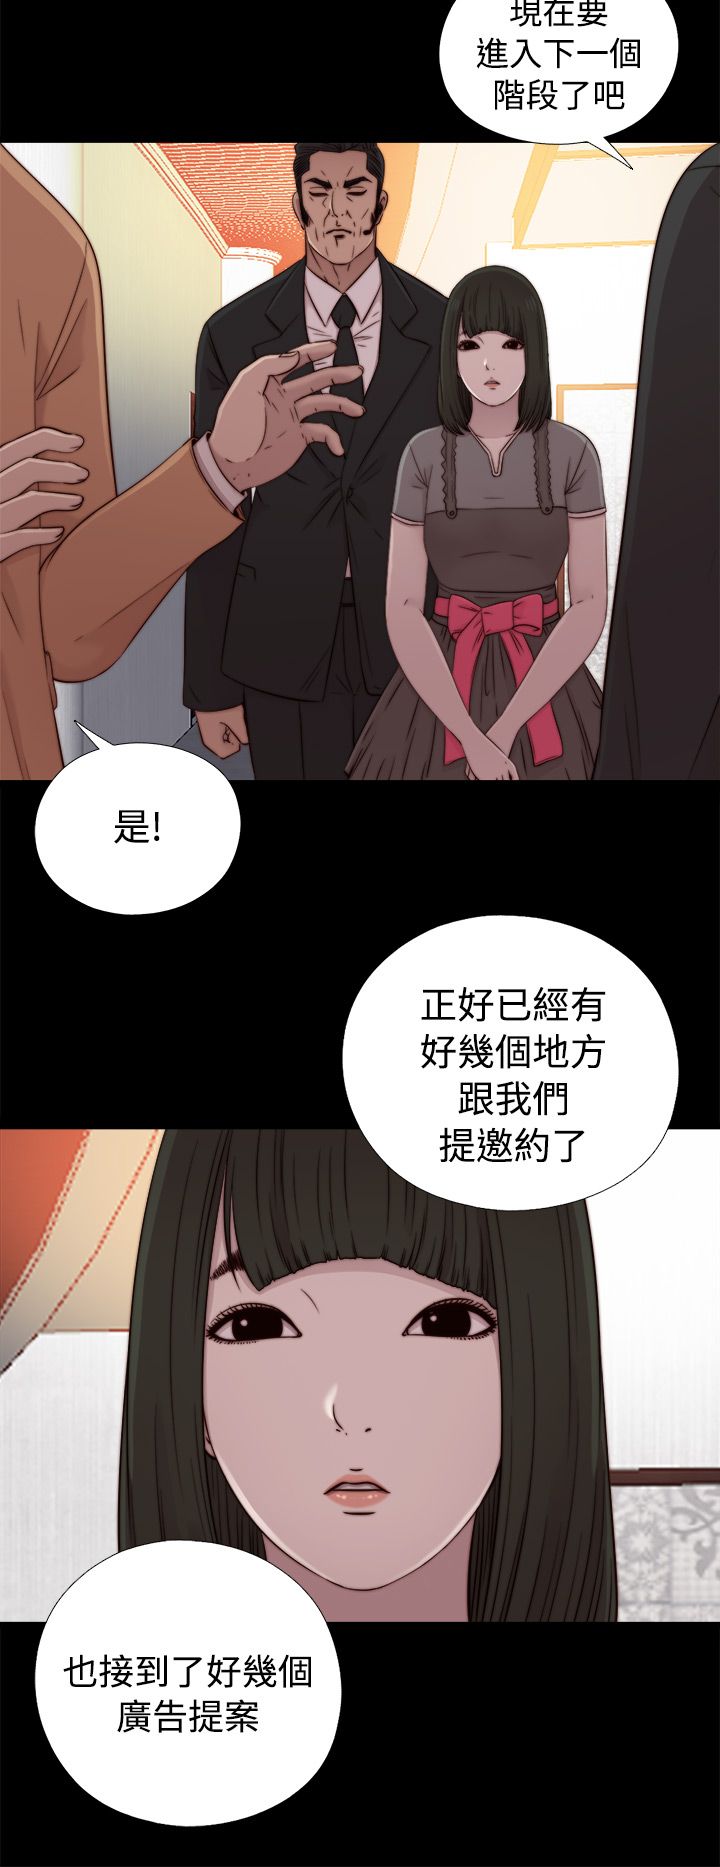 現在要
進入下一個
階段了吧
是!
正好已經有
好幾個地方
跟我們
提邀約了
也接到了好幾個
廣告提案